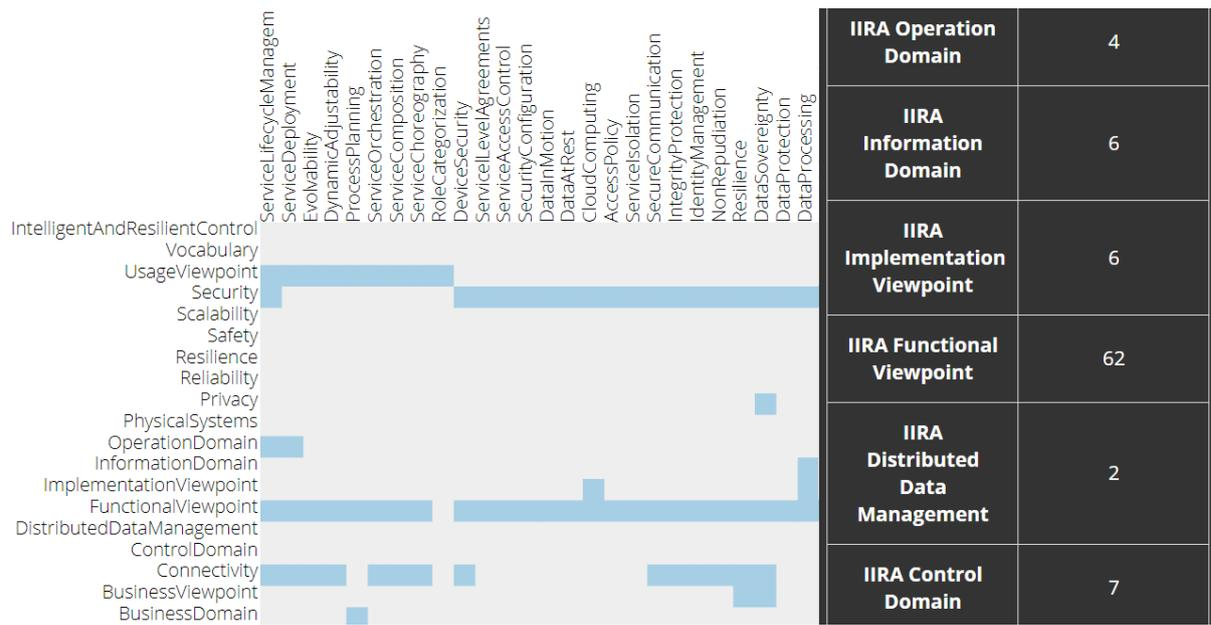 ServiceLifecycleManagem
ServiceDeployment
Evolvability
DynamicAdjustability
ProcessPlanning
ServiceOrchestration
ServiceComposition
ServiceChoreography
RoleCategorization
DeviceSecurity
ServicelLevelAgreements
ServiceAccessControl
SecurityConfiguration
DataInMotion
DataAtRest
CloudComputing
AccessPolicy
ServiceIsolation
SecureCommunication
IntegrityProtection
IdentityManagement
NonRepudiation
Resilience
DataSovereignty
DataProtection
DataProcessing
IntelligentAndResilientControl
Vocabulary
UsageViewpoint
Security
Scalability
Safety
Resilience
Reliability
Privacy
PhysicalSystems
OperationDomain
InformationDomain
ImplementationViewpoint
FunctionalViewpoint
DistributedDataManagement
ControlDomain
Connectivity
BusinessViewpoint
BusinessDomain
IIRA Operation
Domain
4
IIRA
Information
Domain
6
IIRA
Implementation
Viewpoint
6
IIRA Functional
Viewpoint
62
IIRA
Distributed
Data
Management
2
IIRA Control
Domain
7